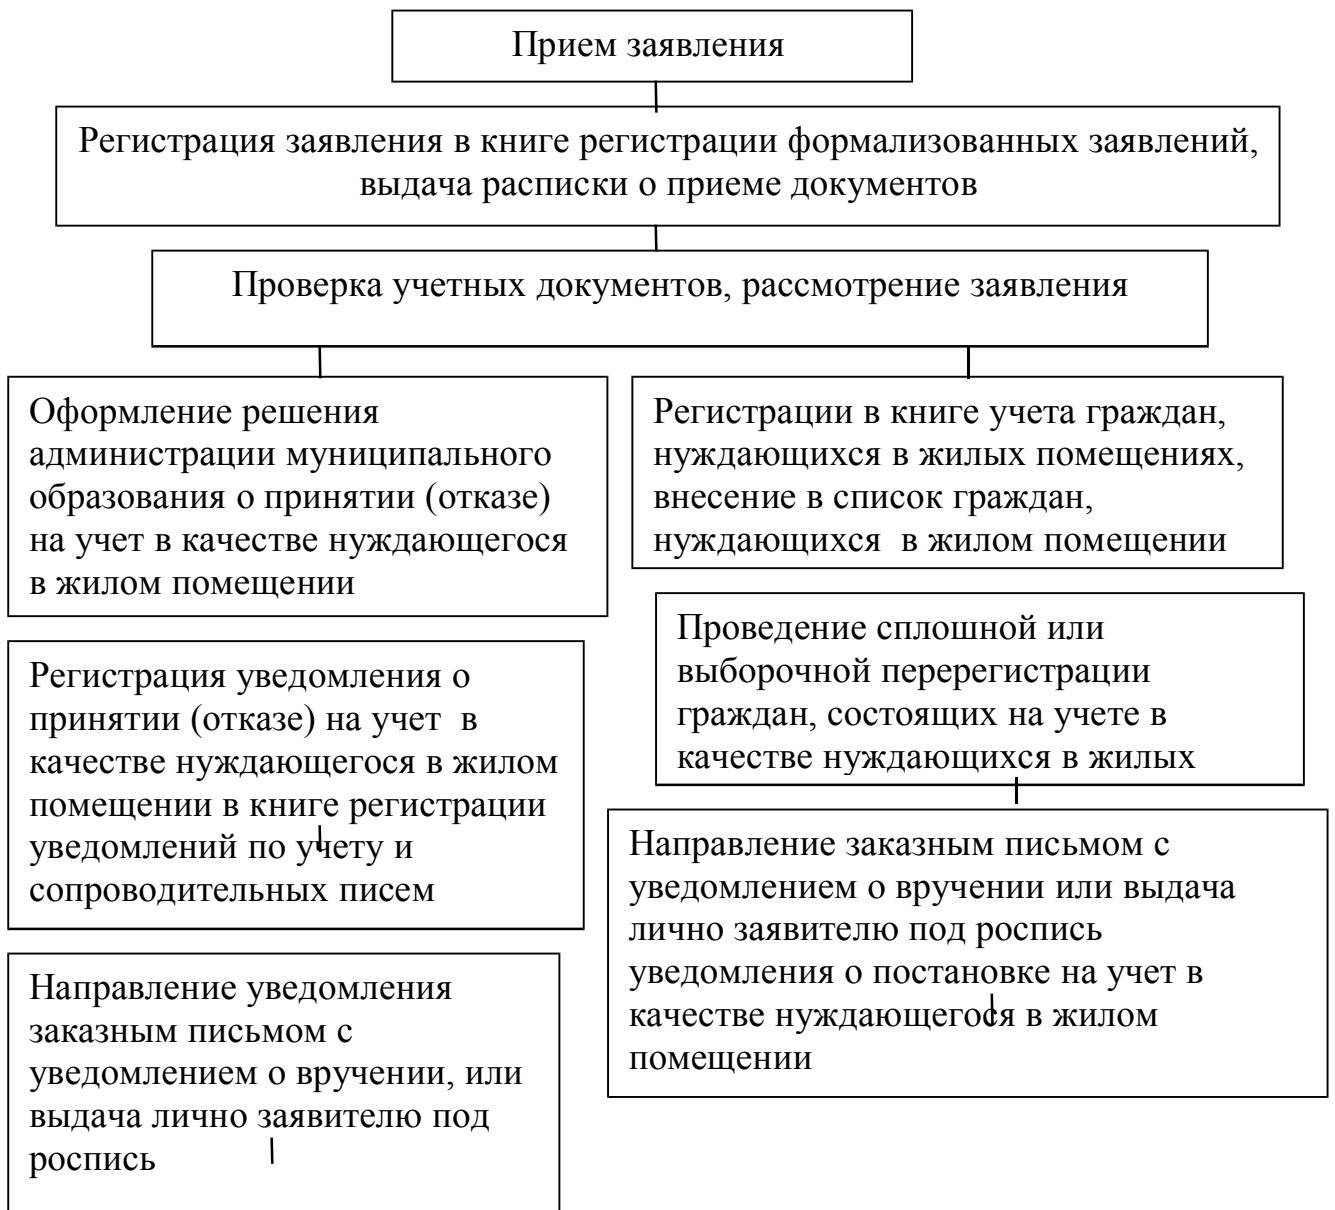 Прием заявления
Регистрация заявления в книге регистрации формализованных заявлений,
выдача расписки о приеме документов
Проверка учетных документов, рассмотрение заявления
Оформление решения
администрации муниципального
образования о принятии (отказе)
на учет в качестве нуждающегося
в жилом помещении
Регистрация уведомления о
принятии (отказе) на учет в
качестве нуждающегося в жилом
помещении в книге регистрации
уведомлений по учету и
сопроводительных писем
Направление уведомления
заказным письмом с
уведомлением о вручении, или
выдача лично заявителю под
роспись
Регистрации в книге учета граждан,
нуждающихся в жилых помещениях,
внесение в список граждан,
нуждающихся в жилом помещении
Проведение сплошной или
выборочной перерегистрации
граждан, состоящих на учете в
качестве нуждающихся в жилых
Направление заказным письмом с
уведомлением о вручении или выдача
лично заявителю под роспись
уведомления о постановке на учет в
качестве нуждающегося в жилом
помещении